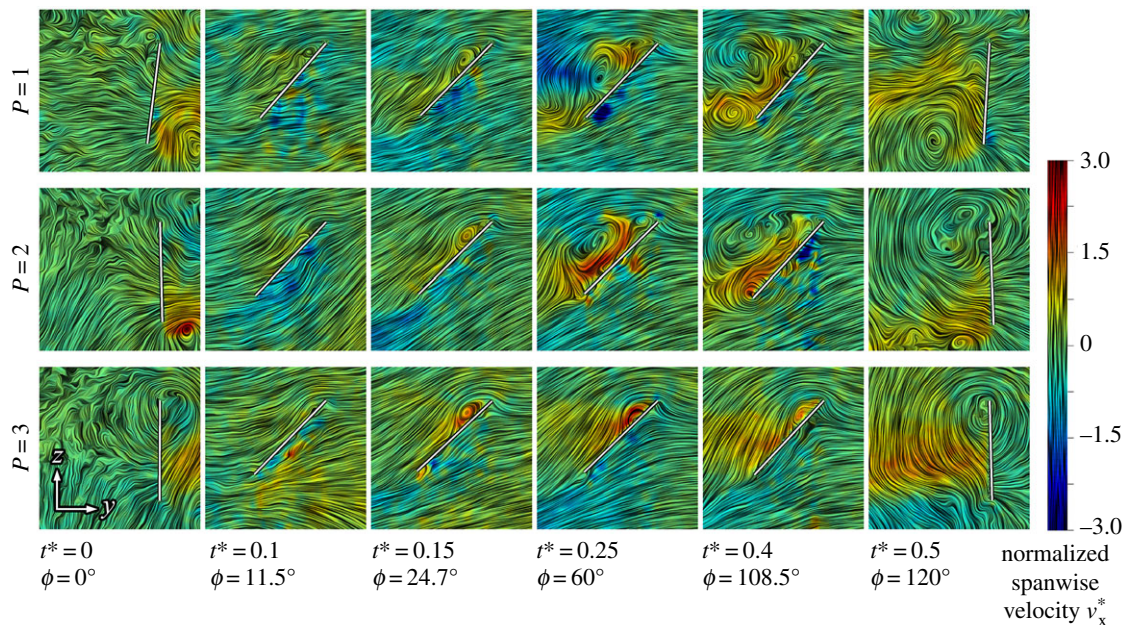 P = 1
P = 2
P = 3
z
y
t* = 0
ϕ = 0°
t* = 0.1
ϕ = 11.5°
t* = 0.15
ϕ = 24.7°
t* = 0.25
ϕ = 60°
t* = 0.4
ϕ = 108.5°
t* = 0.5
ϕ = 120°
3.0
1.5
0
−1.5
−3.0
normalized
spanwise
velocity v*x